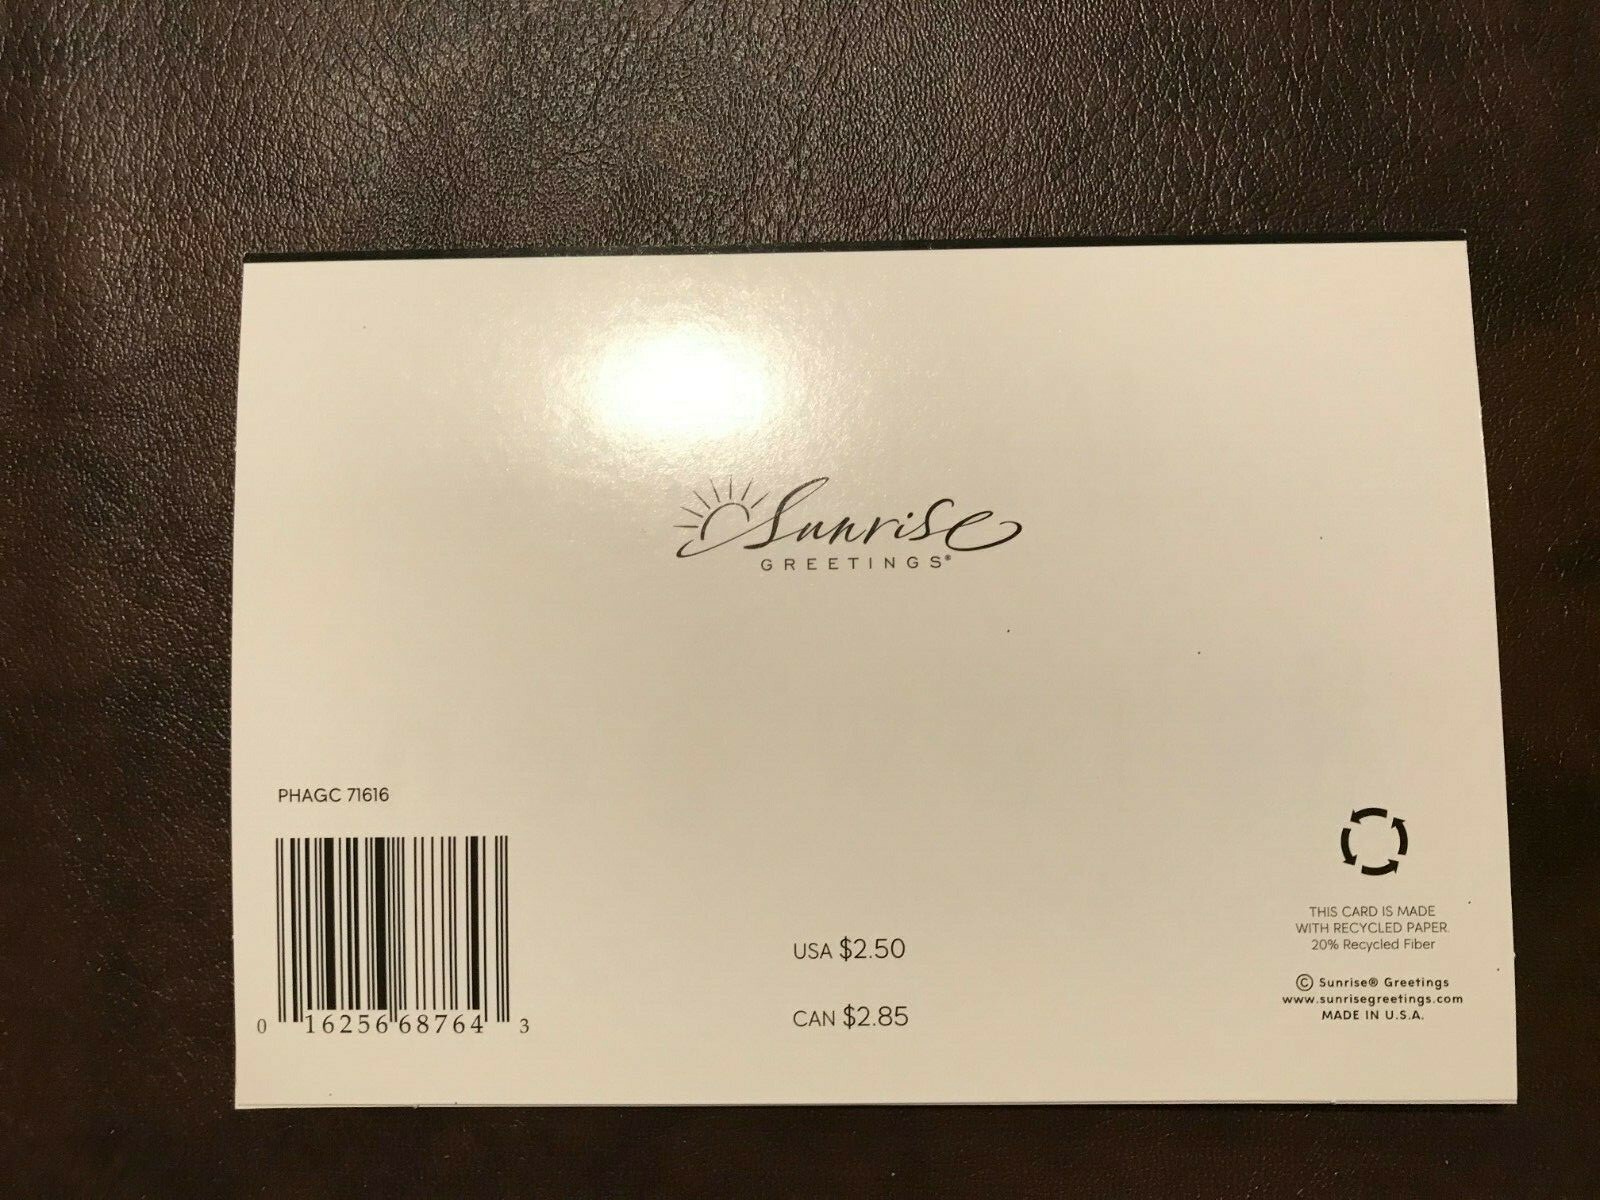 Sunrise
GREETINGS®
PHAGC 71616
0 16256 68764 3
USA $2.50
CAN $2.85
THIS CARD IS MADE
WITH RECYCLED PAPER.
20% Recycled Fiber
© Sunrise® Greetings
www.sunrisegreetings.com
MADE IN U.S.A.